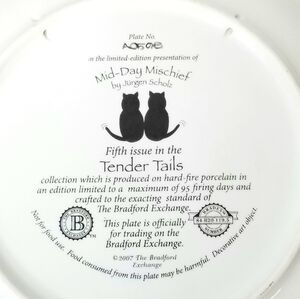 Plate No.
in the limited-edition presentation of
Mid-Day Mischief
by Jürgen Scholz
Fifth issue in the
Tender Tails
collection which is produced on hard-fire porcelain in
an edition limited to a maximum of 95 firing days and
crafted to the exacting standard of
The Bradford Exchange.
This plate is officially
for trading on the
Bradford Exchange.
B
NUMBER
©2007 The Bradford
Exchange
Not for food use. Food consumed from this plate may be harmful. Decorative art object.